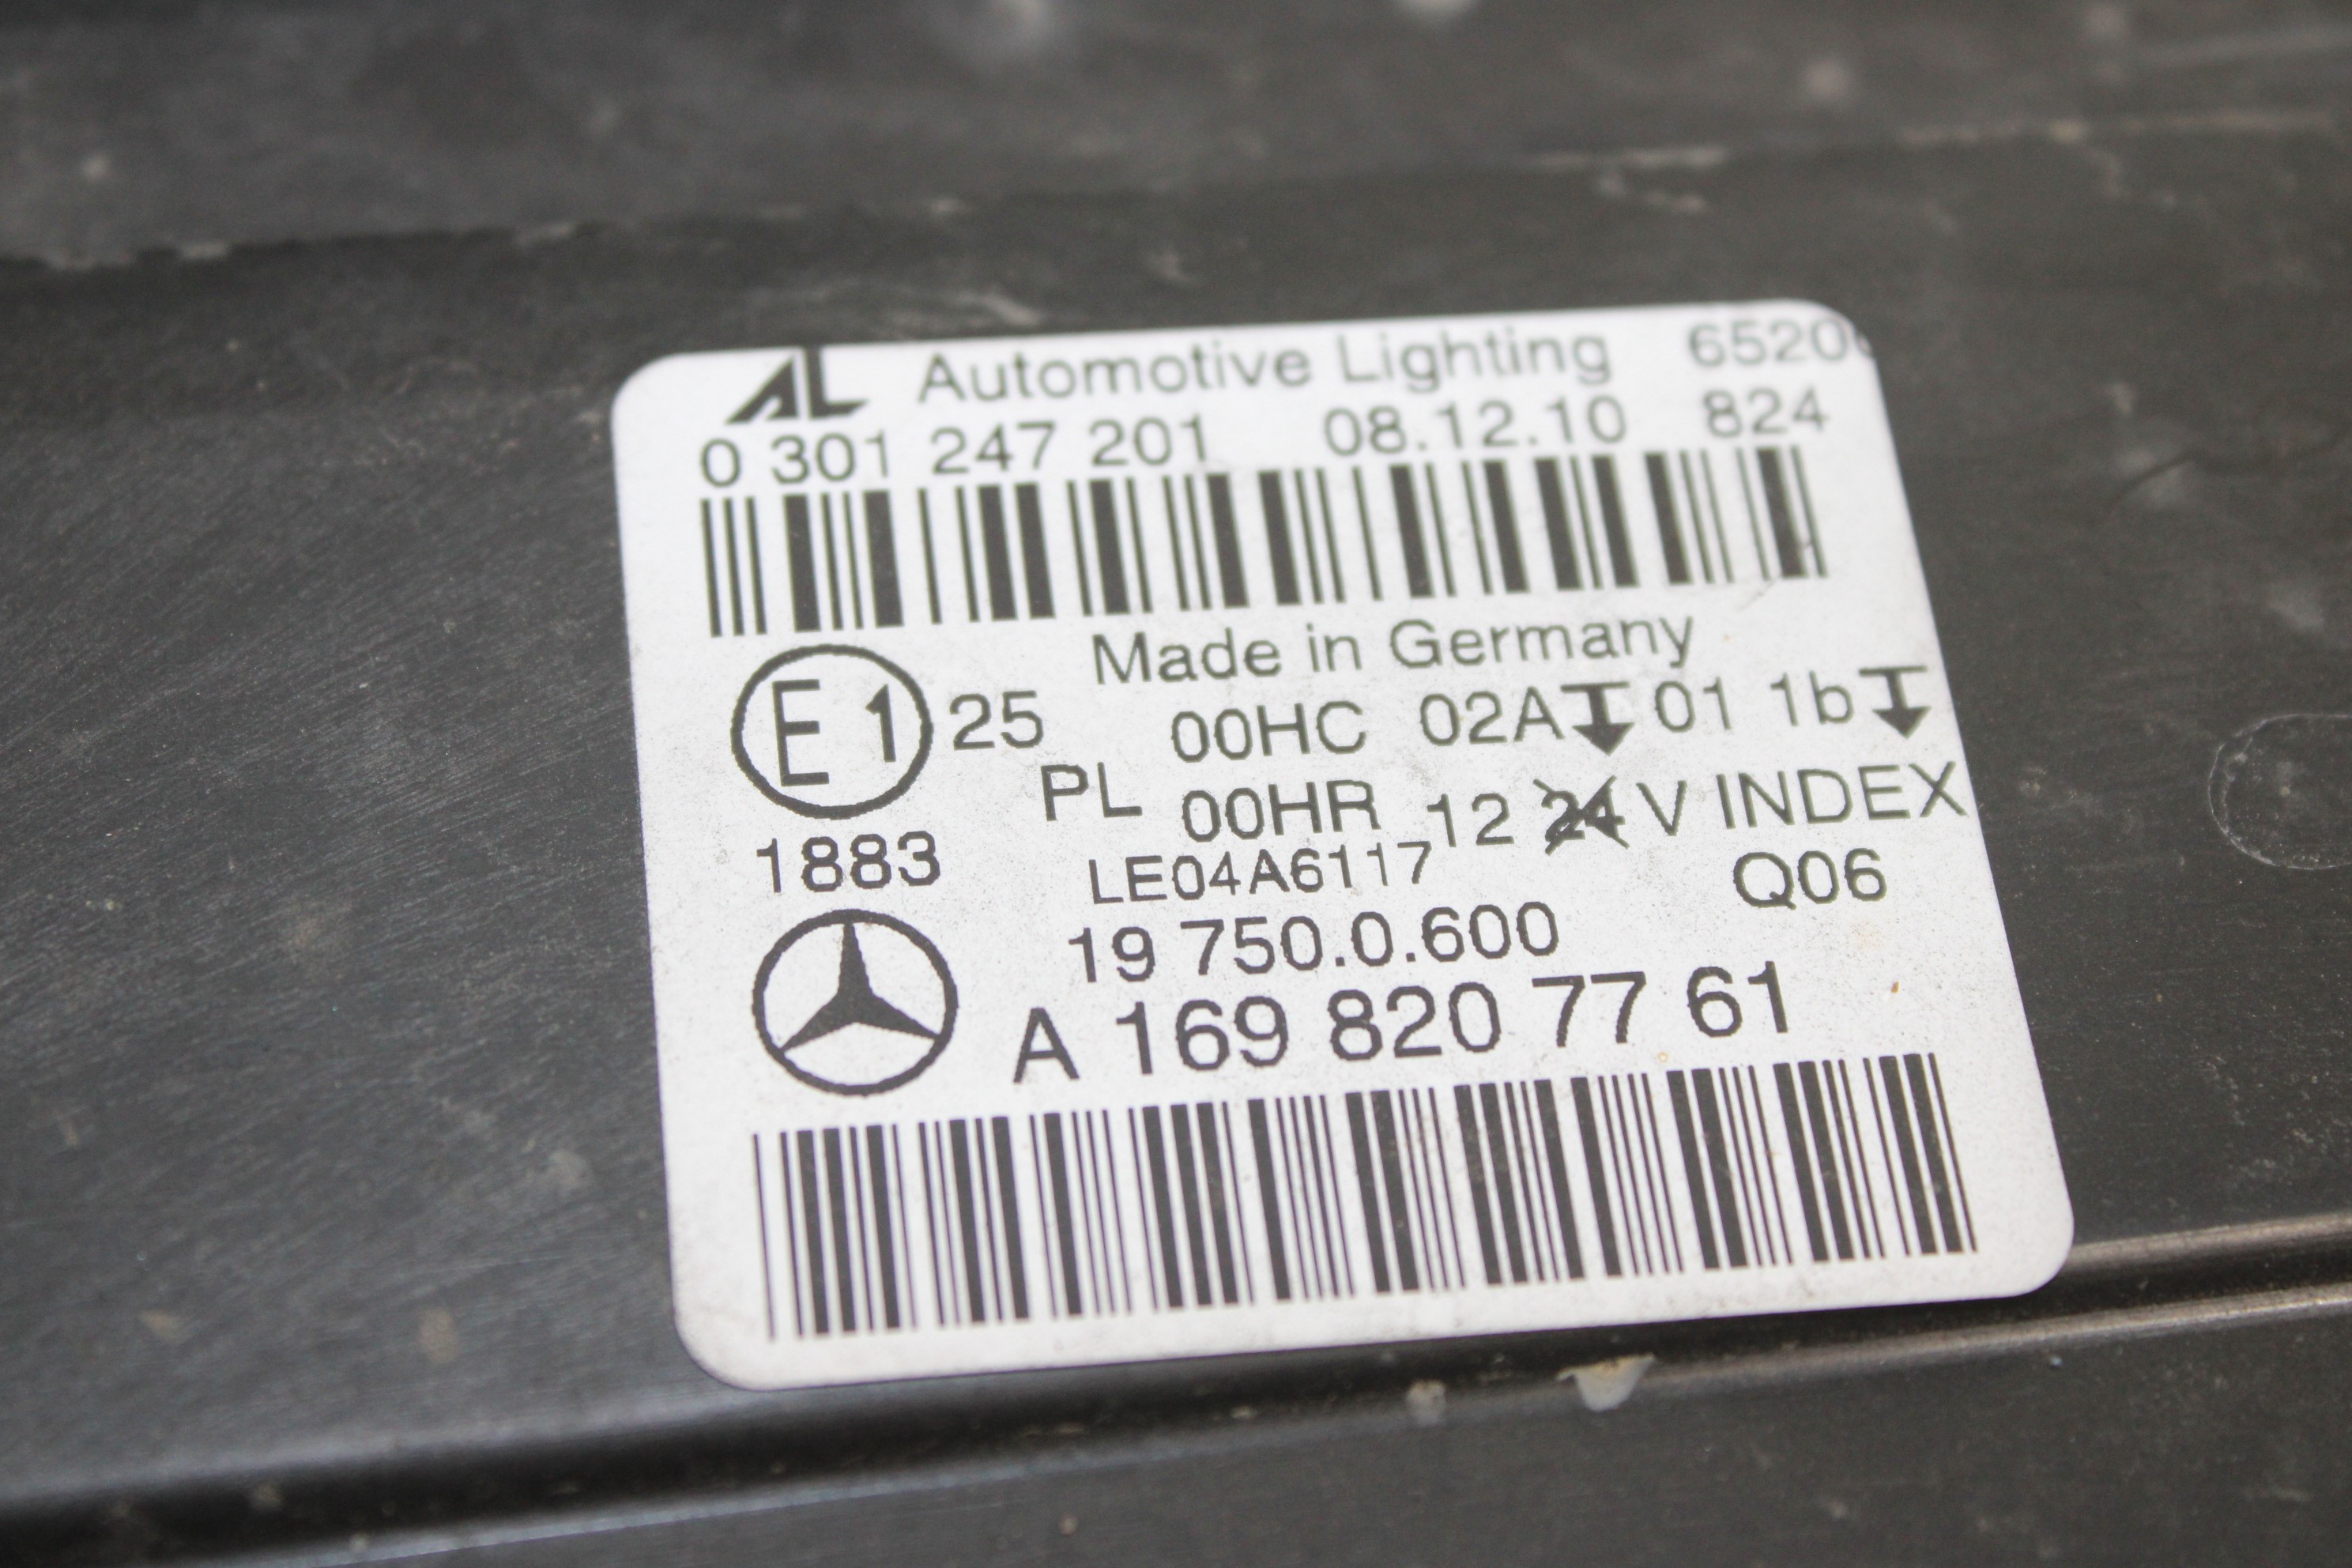 AL Automotive Lighting 6520
0 301 247 201 08.12.10 824
Made in Germany
E1 25 00HC 02A 01 1b
PL 00HR 12 24 V INDEX
1883 LE04A6117 Q06
19 750.0.600
A 169 820 77 61